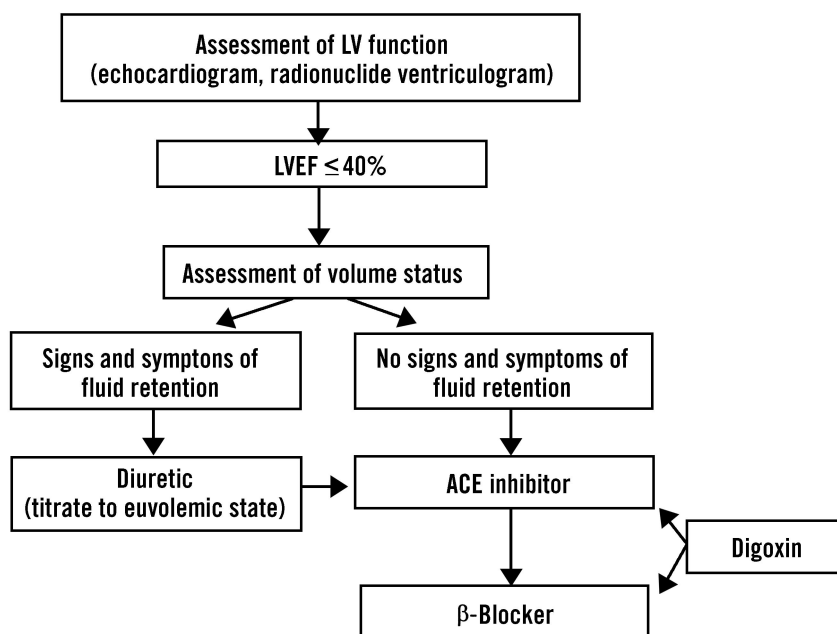 Assessment of LV function
(echocardiogram, radionuclide ventriculogram)
LVEF ≤ 40%
Assessment of volume status
Signs and symptons of
fluid retention
No signs and symptoms of
fluid retention
Diuretic
(titrate to euvolemic state)
ACE inhibitor
Digoxin
β-Blocker